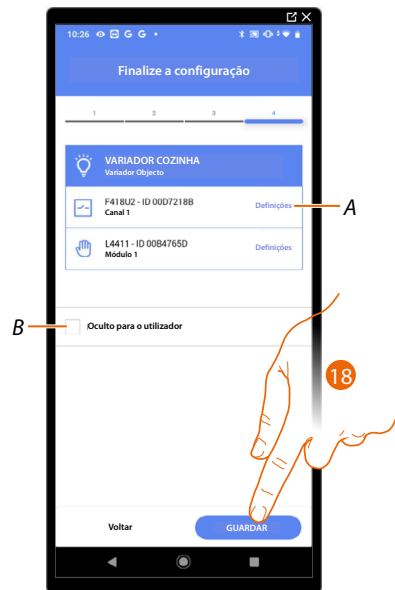 10:26 G G
Finalize a configuração
1 2 3 4
VARIADOR COZINHA
Variador Objecto
F418U2 - ID 00D7218B
Canal 1
Definições
A
L4411 - ID 00B4765D
Módulo 1
Definições
B
Oculto para o utilizador
18
Voltar
GUARDAR